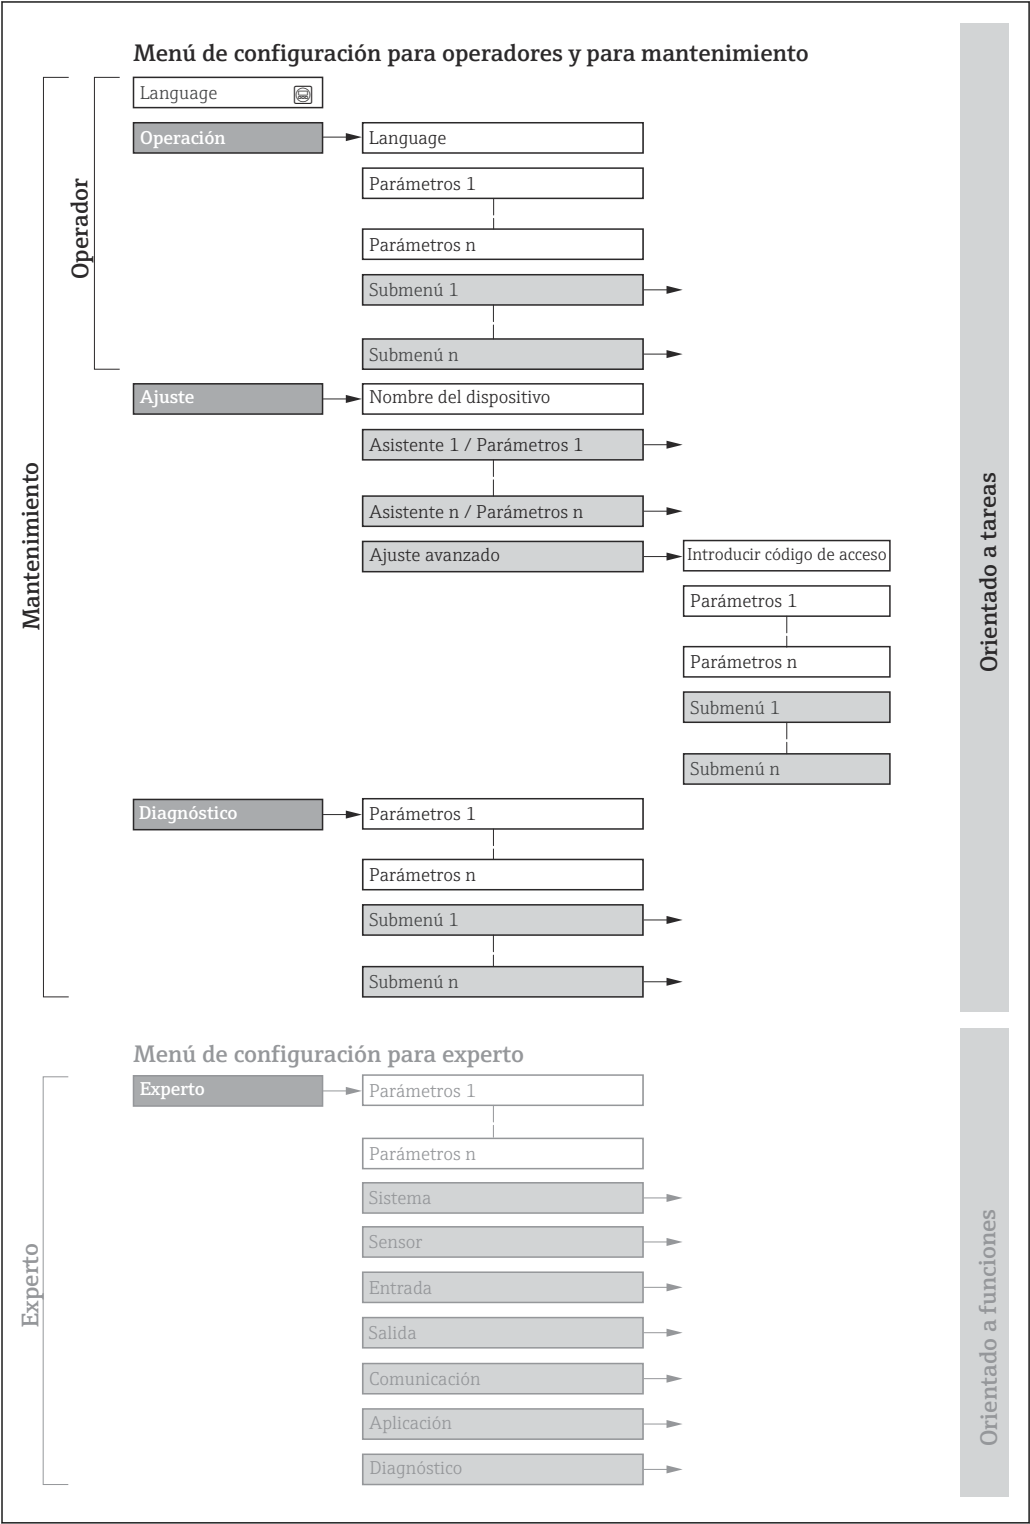 Menú de configuración para operadores y para mantenimiento
Mantenimiento
Operador
Language
Operación
Language
Parámetros 1
Parámetros n
Submenú 1
Submenú n
Ajuste
Nombre del dispositivo
Asistente 1 / Parámetros 1
Asistente n / Parámetros n
Ajuste avanzado
Introducir código de acceso
Parámetros 1
Parámetros n
Submenú 1
Submenú n
Diagnóstico
Parámetros 1
Parámetros n
Submenú 1
Submenú n
Orientado a tareas
Menú de configuración para experto
Experto
Experto
Parámetros 1
Parámetros n
Sistema
Sensor
Entrada
Salida
Comunicación
Aplicación
Diagnóstico
Orientado a funciones